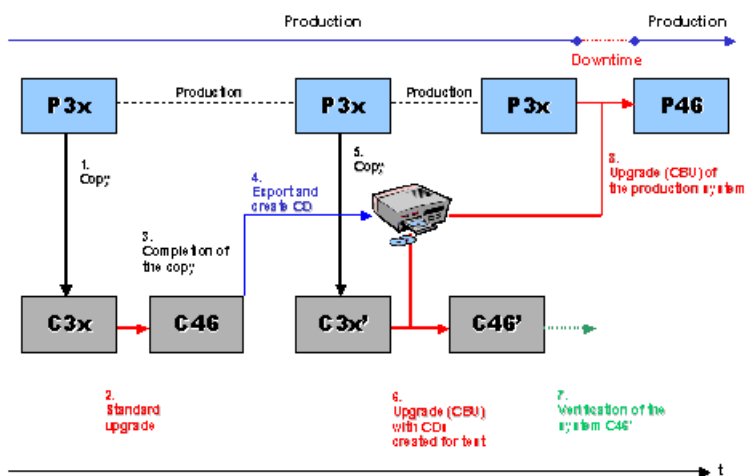 Production
Production
Downtime
P3x
Production
P3x
Production
P3x
P46
1.
Copy
5.
Copy
4.
Export and
create CD
8.
Upgrade (CBU) of
the production system
3.
Completion of
the copy
C3x
C46
C3x'
C46'
2.
Standard
upgrade
6.
Upgrade (CBU)
with CDs
created for test
7.
Verification of the
system C46'
t